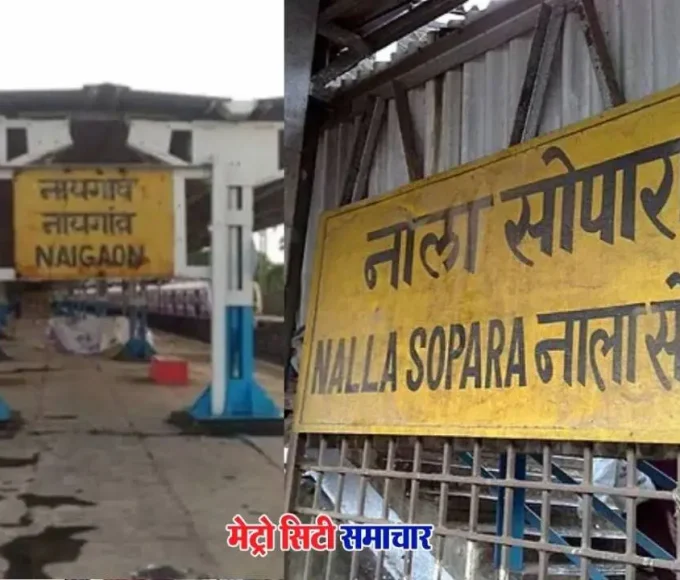 नायगांव
नायगांव
NAIGAON
नाला सोपार
NALLA SOPARA नाला
मेट्रो सिटी समाचार